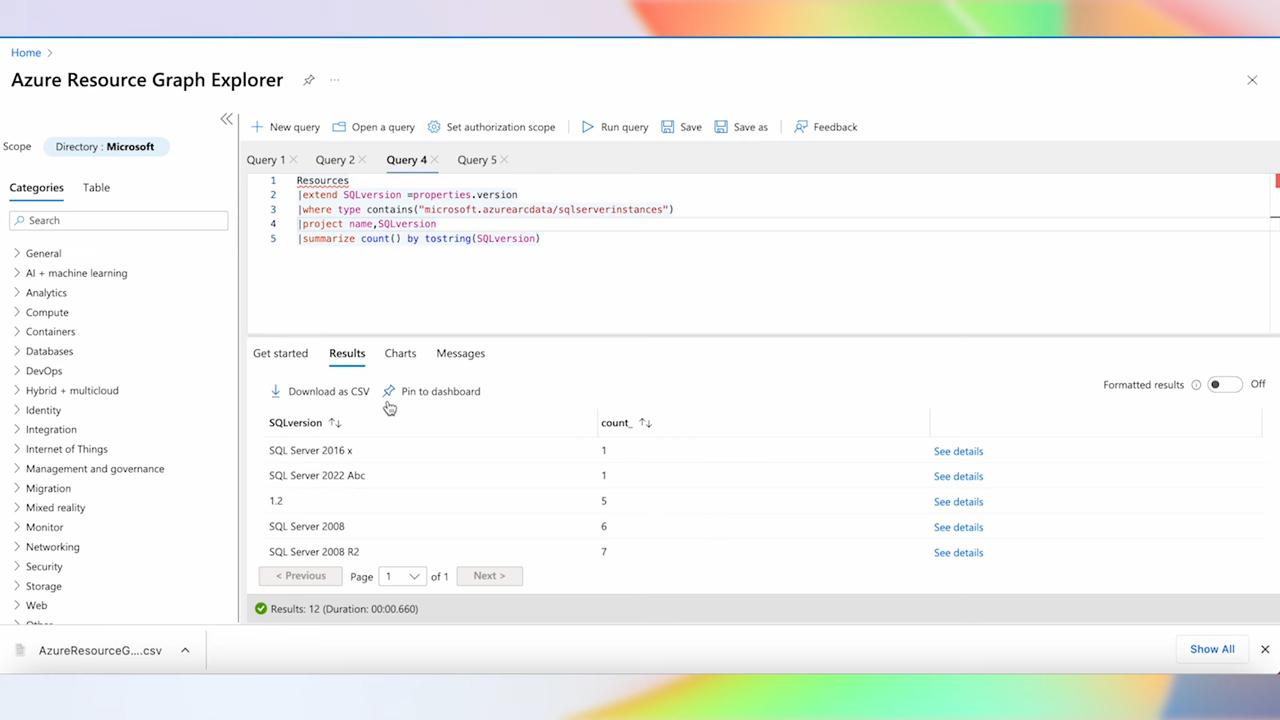 Home >
Azure Resource Graph Explorer ...
Scope Directory : Microsoft
Categories Table
Search
General
AI + machine learning
Analytics
Compute
Containers
Databases
DevOps
Hybrid + multicloud
Identity
Integration
Internet of Things
Management and governance
Migration
Mixed reality
Monitor
Networking
Security
Storage
Web
Other
New query Open a query Set authorization scope Run query Save Save as Feedback
Query 1 Query 2 Query 4 Query 5
1 Resources
2 |extend SQLversion =properties.version
3 |where type contains("microsoft.azurearcdata/sqlserverinstances")
4 |project name,SQLversion
5 |summarize count() by tostring(SQLversion)
Get started Results Charts Messages
Download as CSV Pin to dashboard Formatted results Off
SQLversion ↑↓ count_ ↑↓
SQL Server 2016 x 1 See details
SQL Server 2022 Abc 1 See details
1.2 5 See details
SQL Server 2008 6 See details
SQL Server 2008 R2 7 See details
< Previous Page 1 of 1 Next >
Results: 12 (Duration: 00:00.660)
AzureResourceG....csv Show All